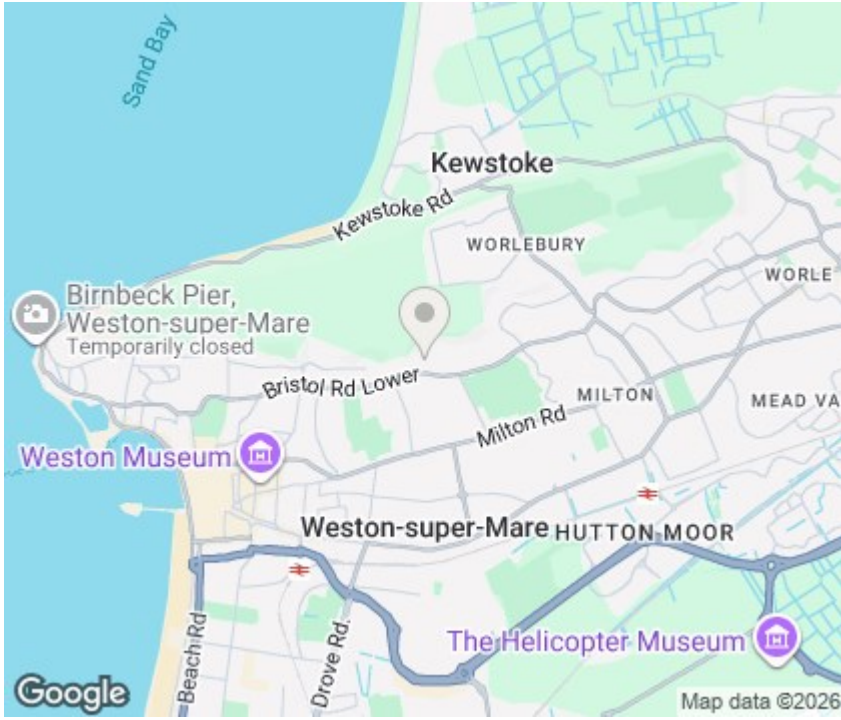 Sand Bay
Kewstoke
Kewstoke Rd
WORLEBURY
WORLE
Birnbeck Pier,
Weston-super-Mare
Temporarily closed
Bristol Rd Lower
MILTON
MEAD VA
Milton Rd
Weston Museum
Weston-super-Mare
HUTTON MOOR
Beach Rd
Drove Rd.
The Helicopter Museum
Google
Map data ©2026